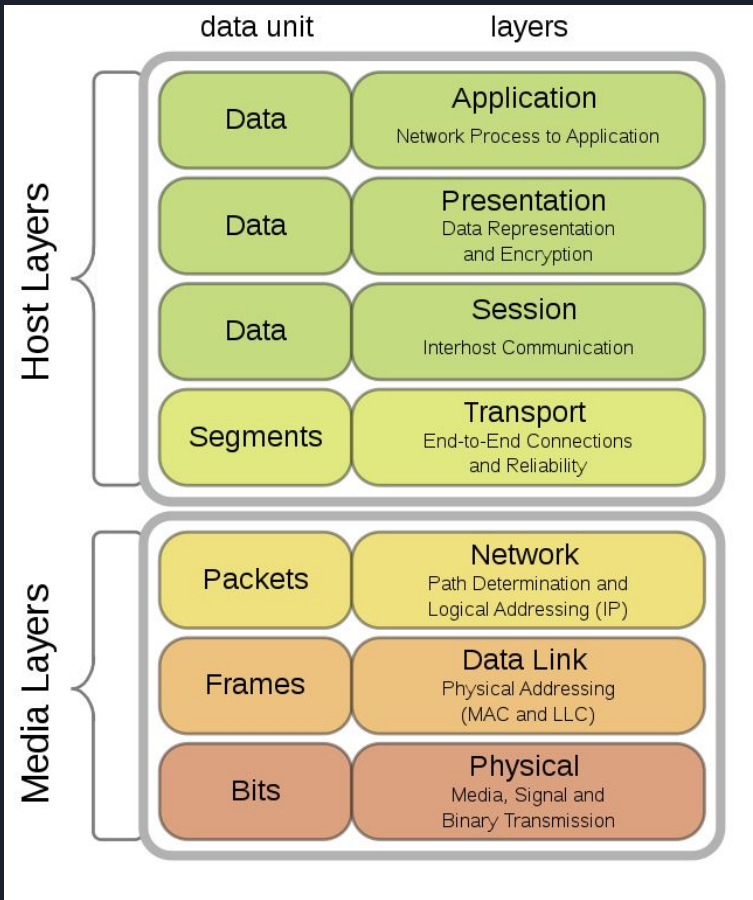 data unit
layers
Host Layers
Data
Application
Network Process to Application
Data
Presentation
Data Representation
and Encryption
Data
Session
Interhost Communication
Segments
Transport
End-to-End Connections
and Reliability
Media Layers
Packets
Network
Path Determination and
Logical Addressing (IP)
Frames
Data Link
Physical Addressing
(MAC and LLC)
Bits
Physical
Media, Signal and
Binary Transmission